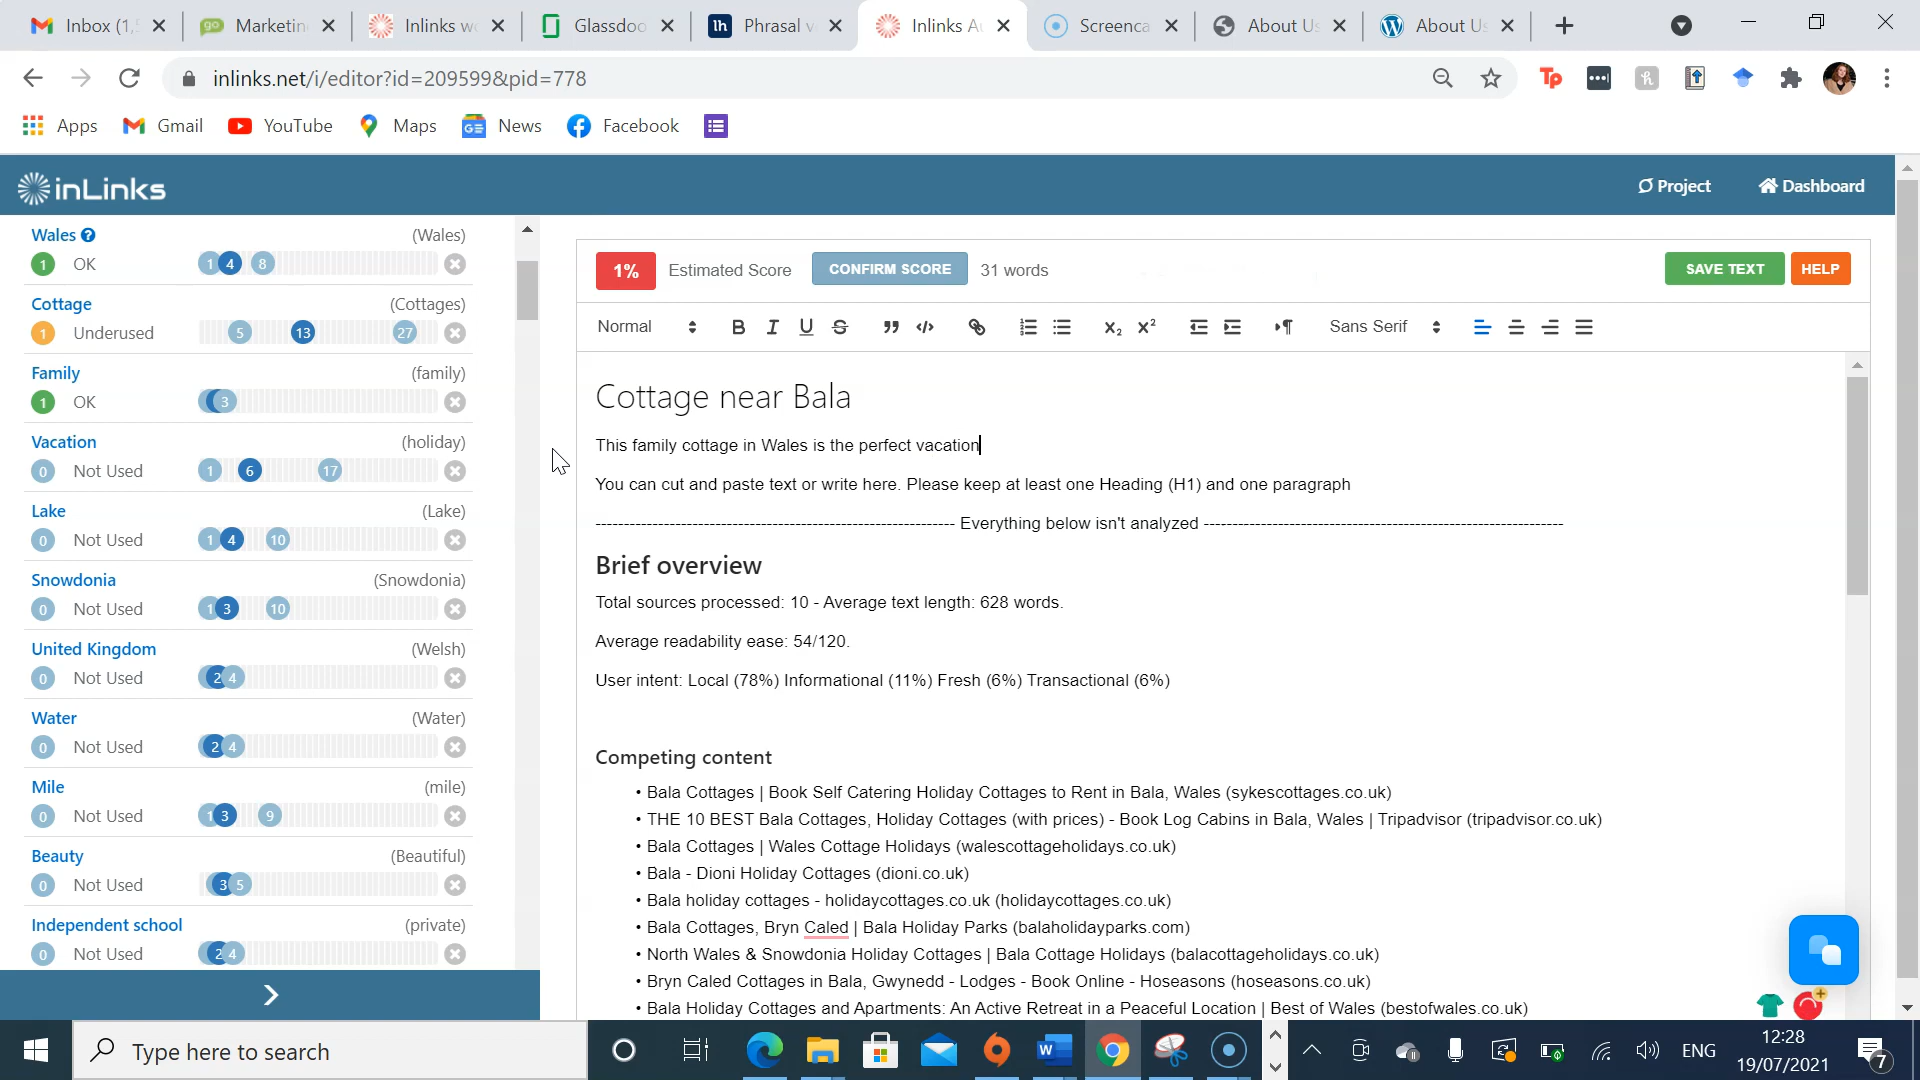 Inbox (1,5
Marketin
Inlinks w
Glassdoo
Phrasal v
Inlinks Au
Screenca
About Us
About Us
inlinks.net/i/editor?id=209599&pid=778
Apps
Gmail
YouTube
Maps
News
Facebook
inLinks
Project
Dashboard
Wales (Wales)
1 OK 1 4 8
Cottage (Cottages)
1 Underused 5 13 27
Family (family)
1 OK 3
Vacation (holiday)
0 Not Used 1 6 17
Lake (Lake)
0 Not Used 1 4 10
Snowdonia (Snowdonia)
0 Not Used 1 3 10
United Kingdom (Welsh)
0 Not Used 2 4
Water (Water)
0 Not Used 2 4
Mile (mile)
0 Not Used 1 3 9
Beauty (Beautiful)
0 Not Used 3 5
Independent school (private)
0 Not Used 2 4
1% Estimated Score CONFIRM SCORE 31 words SAVE TEXT HELP
Normal Sans Serif
Cottage near Bala
This family cottage in Wales is the perfect vacation
You can cut and paste text or write here. Please keep at least one Heading (H1) and one paragraph
------------------------------------------------------------ Everything below isn't analyzed ------------------------------------------------------------
Brief overview
Total sources processed: 10 - Average text length: 628 words.
Average readability ease: 54/120.
User intent: Local (78%) Informational (11%) Fresh (6%) Transactional (6%)
Competing content
• Bala Cottages | Book Self Catering Holiday Cottages to Rent in Bala, Wales (sykescottages.co.uk)
• THE 10 BEST Bala Cottages, Holiday Cottages (with prices) - Book Log Cabins in Bala, Wales | Tripadvisor (tripadvisor.co.uk)
• Bala Cottages | Wales Cottage Holidays (walescottageholidays.co.uk)
• Bala - Dioni Holiday Cottages (dioni.co.uk)
• Bala holiday cottages - holidaycottages.co.uk (holidaycottages.co.uk)
• Bala Cottages, Bryn Caled | Bala Holiday Parks (balaholidayparks.com)
• North Wales & Snowdonia Holiday Cottages | Bala Cottage Holidays (balacottageholidays.co.uk)
• Bryn Caled Cottages in Bala, Gwynedd - Lodges - Book Online - Hoseasons (hoseasons.co.uk)
• Bala Holiday Cottages and Apartments: An Active Retreat in a Peaceful Location | Best of Wales (bestofwales.co.uk)
Type here to search
ENG
12:28
19/07/2021
7